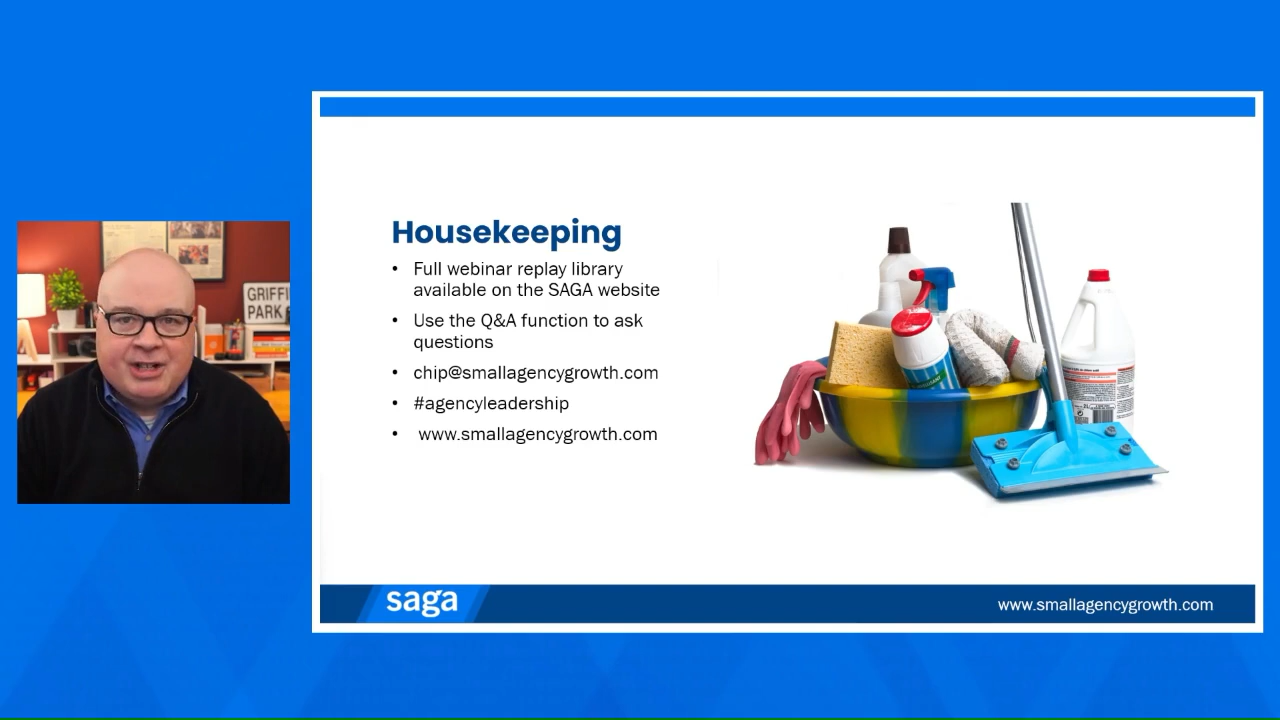 GRIFFI
PARK
Housekeeping
• Full webinar replay library
available on the SAGA website
• Use the Q&A function to ask
questions
• chip@smallagencygrowth.com
• #agencyleadership
• www.smallagencygrowth.com
saga
www.smallagencygrowth.com